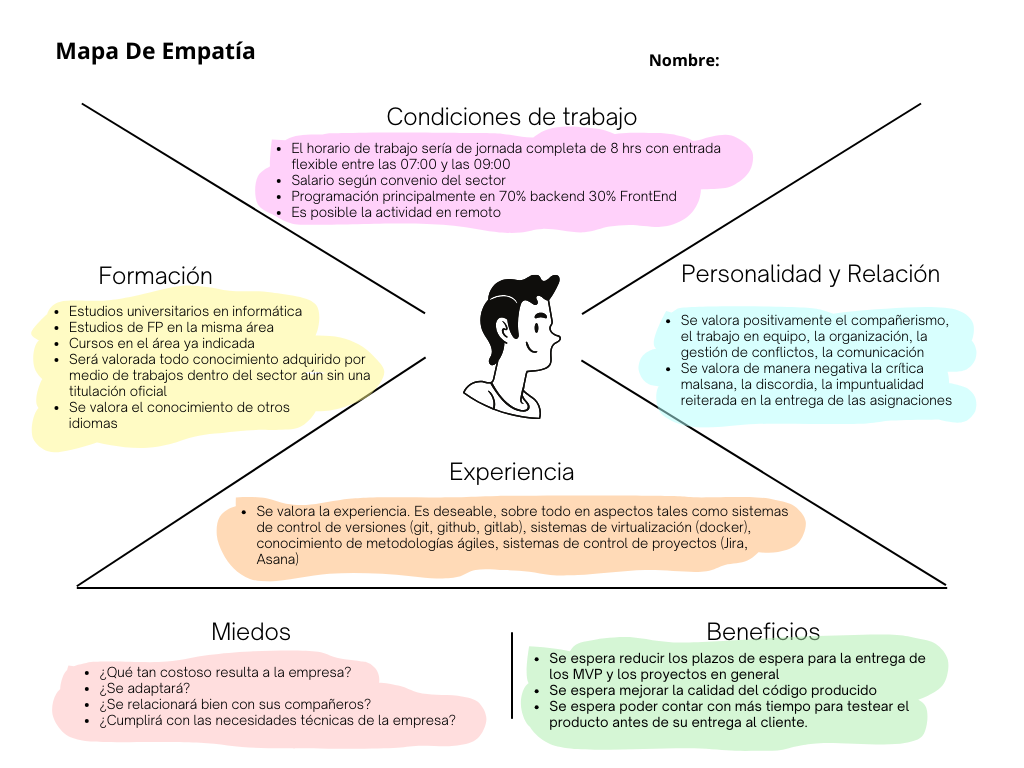 Mapa De Empatía
Nombre:
Condiciones de trabajo
• El horario de trabajo sería de jornada completa de 8 hrs con entrada
flexible entre las 07:00 y las 09:00
• Salario según convenio del sector
• Programación principalmente en 70% backend 30% FrontEnd
• Es posible la actividad en remoto
Formación
• Estudios universitarios en informática
• Estudios de FP en la misma área
• Cursos en el área ya indicada
• Será valorada todo conocimiento adquirido por
medio de trabajos dentro del sector aún sin una
titulación oficial
• Se valora el conocimiento de otros
idiomas
Personalidad y Relación
• Se valora positivamente el compañerismo,
el trabajo en equipo, la organización, la
gestión de conflictos, la comunicación
• Se valora de manera negativa la crítica
malsana, la discordia, la impuntualidad
reiterada en la entrega de las asignaciones
Experiencia
• Se valora la experiencia. Es deseable, sobre todo en aspectos tales como sistemas
de control de versiones (git, github, gitlab), sistemas de virtualización (docker),
conocimiento de metodologías ágiles, sistemas de control de proyectos (Jira,
Asana)
Miedos
• ¿Qué tan costoso resulta a la empresa?
• ¿Se adaptará?
• ¿Se relacionará bien con sus compañeros?
• ¿Cumplirá con las necesidades técnicas de la empresa?
Beneficios
• Se espera reducir los plazos de espera para la entrega de
los MVP y los proyectos en general
• Se espera mejorar la calidad del código producido
• Se espera poder contar con más tiempo para testear el
producto antes de su entrega al cliente.